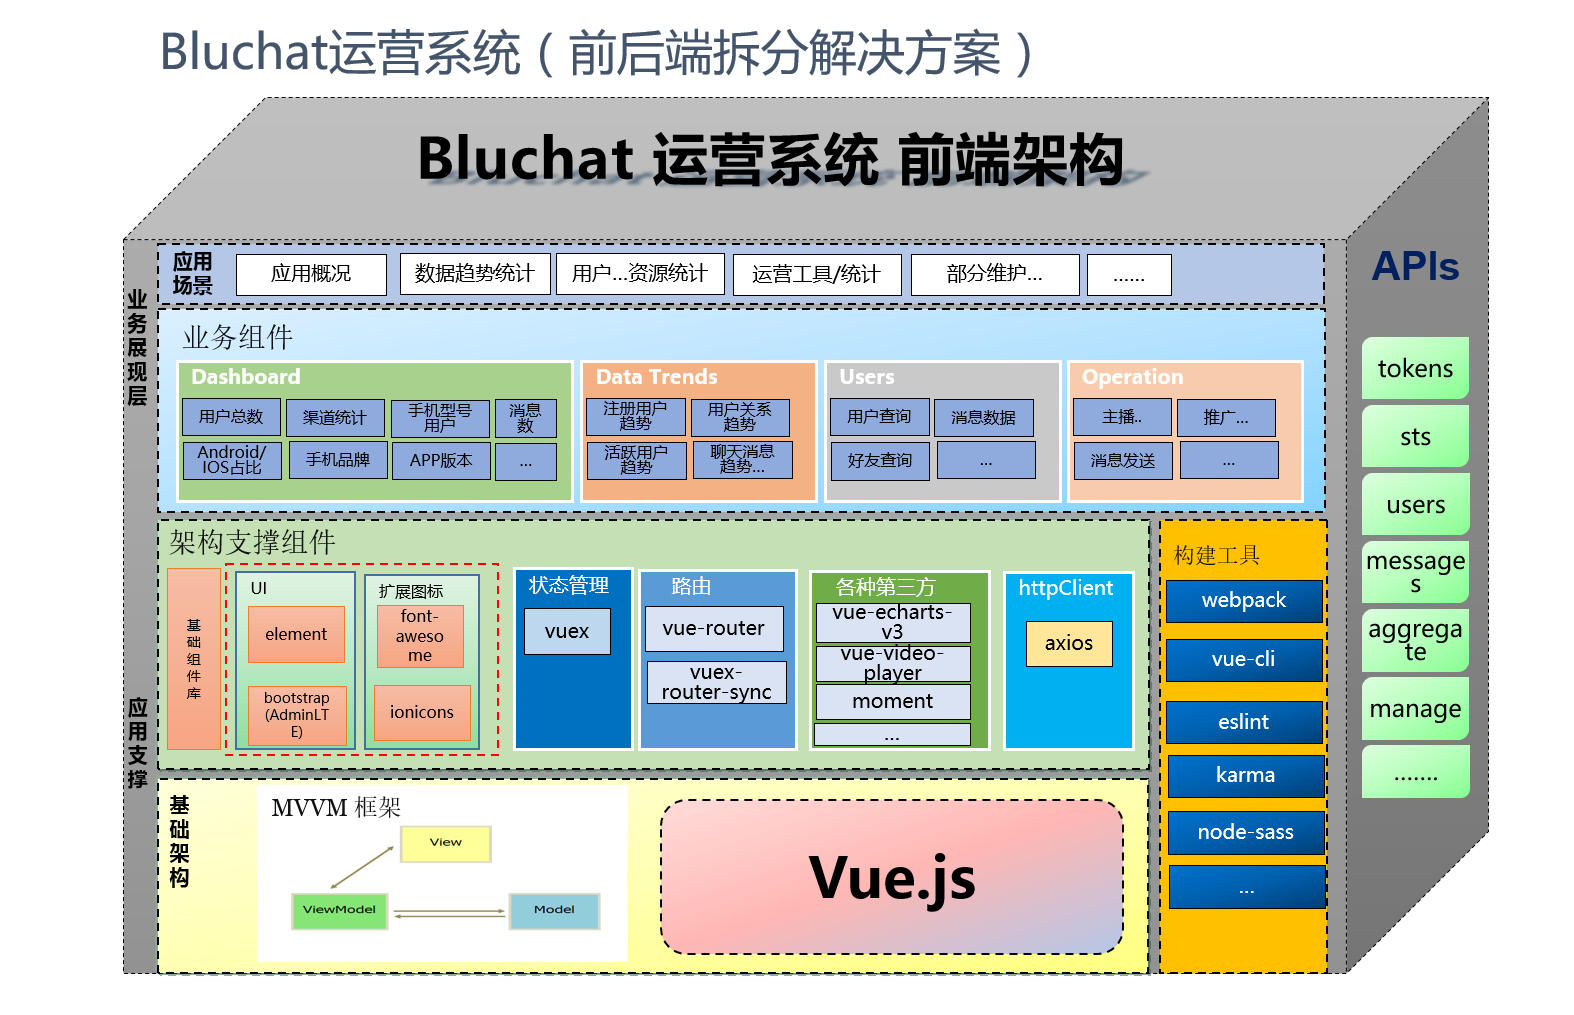 Bluchat运营系统（前后端拆分解决方案）
Bluchat 运营系统 前端架构
业务展现层
应用支撑
应用
场景
应用概况
数据趋势统计
用户...资源统计
运营工具/统计
部分维护...
......
业务组件
Dashboard
用户总数
渠道统计
手机型号
用户
消息
数
Android/
IOS占比
手机品牌
APP版本
...
Data Trends
注册用户
趋势
用户关系
趋势
活跃用户
趋势
聊天消息
趋势...
Users
用户查询
消息数据
好友查询
...
Operation
主播..
推广...
消息发送
...
架构支撑组件
基础组件库
UI
element
bootstrap
(AdminLT
E)
扩展图标
font-
aweso
me
ionicons
状态管理
vuex
路由
vue-router
vuex-
router-sync
各种第三方
vue-echarts-
v3
vue-video-
player
moment
...
httpClient
axios
构建工具
webpack
vue-cli
eslint
karma
node-sass
...
基础架构
MVVM 框架
View
ViewModel
Model
Vue.js
APIs
tokens
sts
users
message
s
aggrega
te
manage
.......